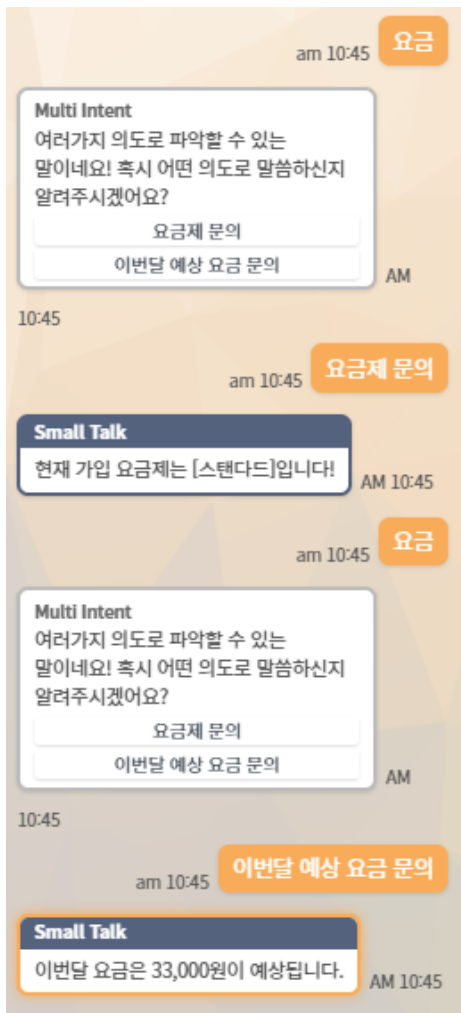 요금
am 10:45
Multi Intent
여러가지 의도로 파악할 수 있는
말이네요! 혹시 어떤 의도로 말씀하신지
알려주시겠어요?
요금제 문의
이번달 예상 요금 문의
AM
10:45
요금제 문의
am 10:45
Small Talk
현재 가입 요금제는 [스탠다드]입니다!
AM 10:45
요금
am 10:45
Multi Intent
여러가지 의도로 파악할 수 있는
말이네요! 혹시 어떤 의도로 말씀하신지
알려주시겠어요?
요금제 문의
이번달 예상 요금 문의
AM
10:45
이번달 예상 요금 문의
am 10:45
Small Talk
이번달 요금은 33,000원이 예상됩니다.
AM 10:45